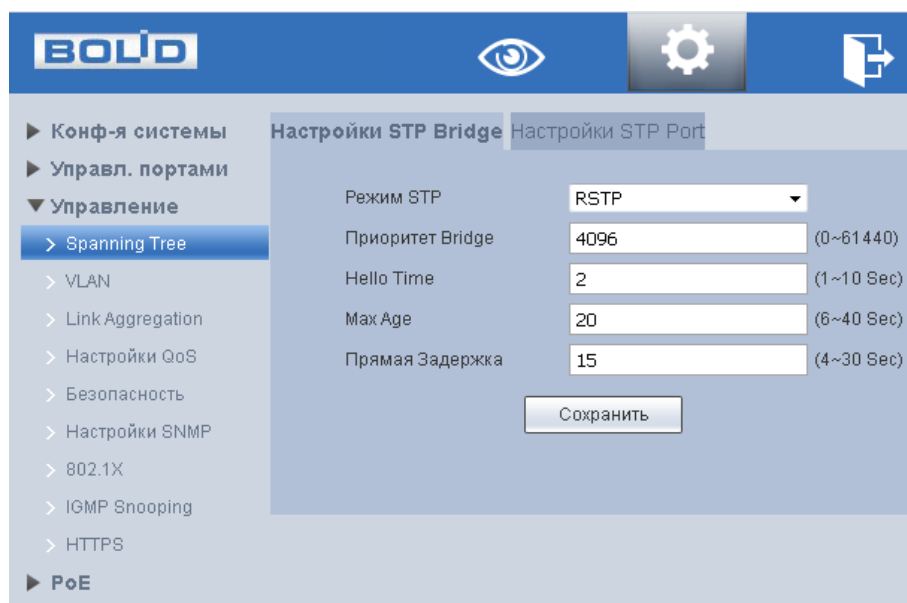 BOLID
Конф-я системы
Управл. портами
Управление
Spanning Tree
VLAN
Link Aggregation
Настройки QoS
Безопасность
Настройки SNMP
802.1X
IGMP Snooping
HTTPS
PoE
Настройки STP Bridge Настройки STP Port
Режим STP RSTP
Приоритет Bridge 4096 (0~61440)
Hello Time 2 (1~10 Sec)
Max Age 20 (6~40 Sec)
Прямая Задержка 15 (4~30 Sec)
Сохранить